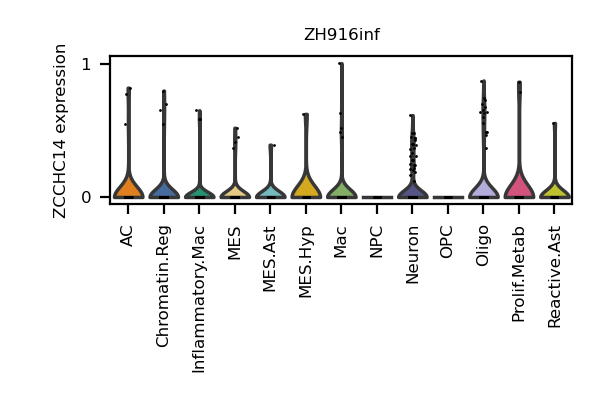 ZH916inf
ZCCHC14 expression
1
0
AC
Chromatin.Reg
Inflammatory.Mac
MES
MES.Ast
MES.Hyp
Mac
NPC
Neuron
OPC
Oligo
Prolif.Metab
Reactive.Ast